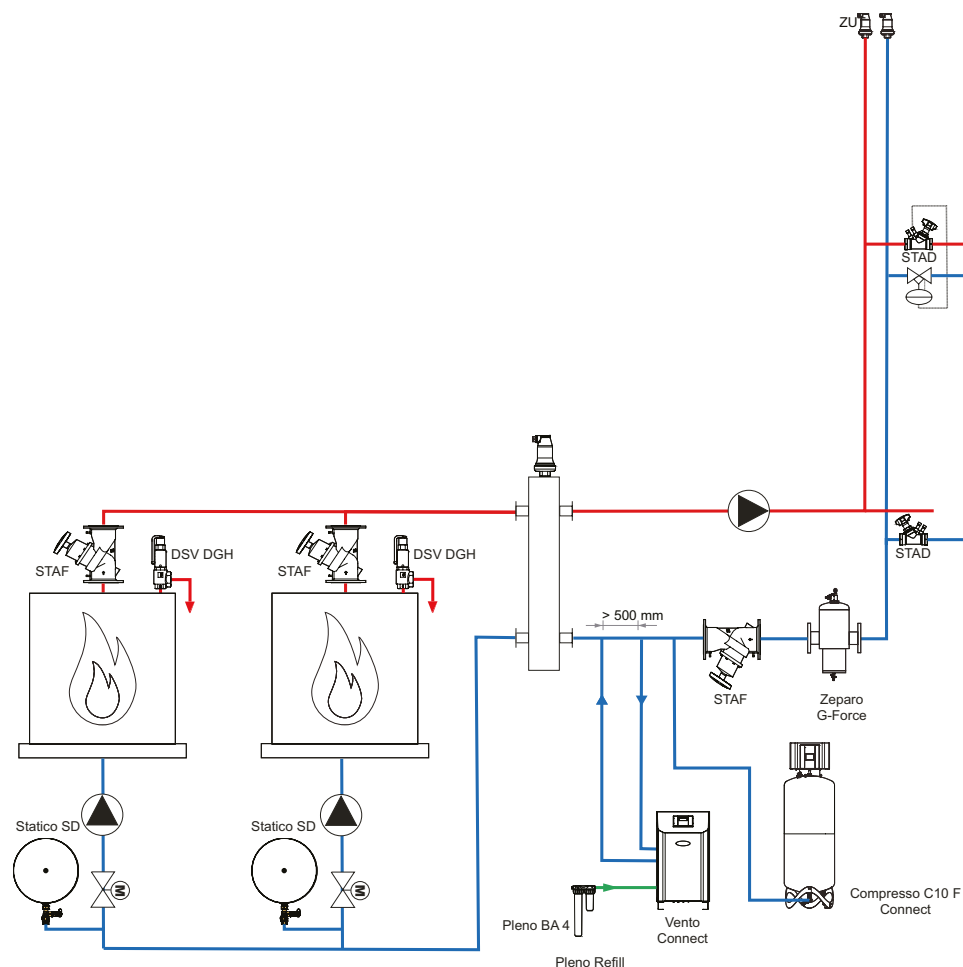 ZU
STAD
STAF
DSV DGH
STAF
DSV DGH
STAD
> 500 mm
STAF
Zeparo
G-Force
Statico SD
M
Statico SD
M
Pleno BA 4
Pleno Refill
Vento
Connect
Compresso C10 F
Connect